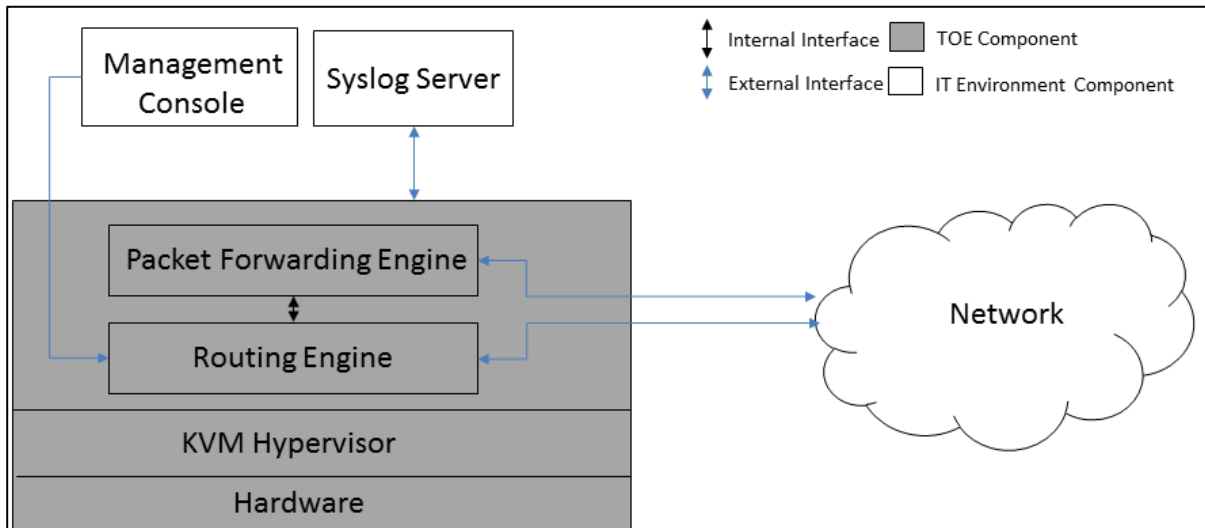 Management
Console
Syslog Server
Internal Interface
TOE Component
External Interface
IT Environment Component
Packet Forwarding Engine
Routing Engine
KVM Hypervisor
Hardware
Network